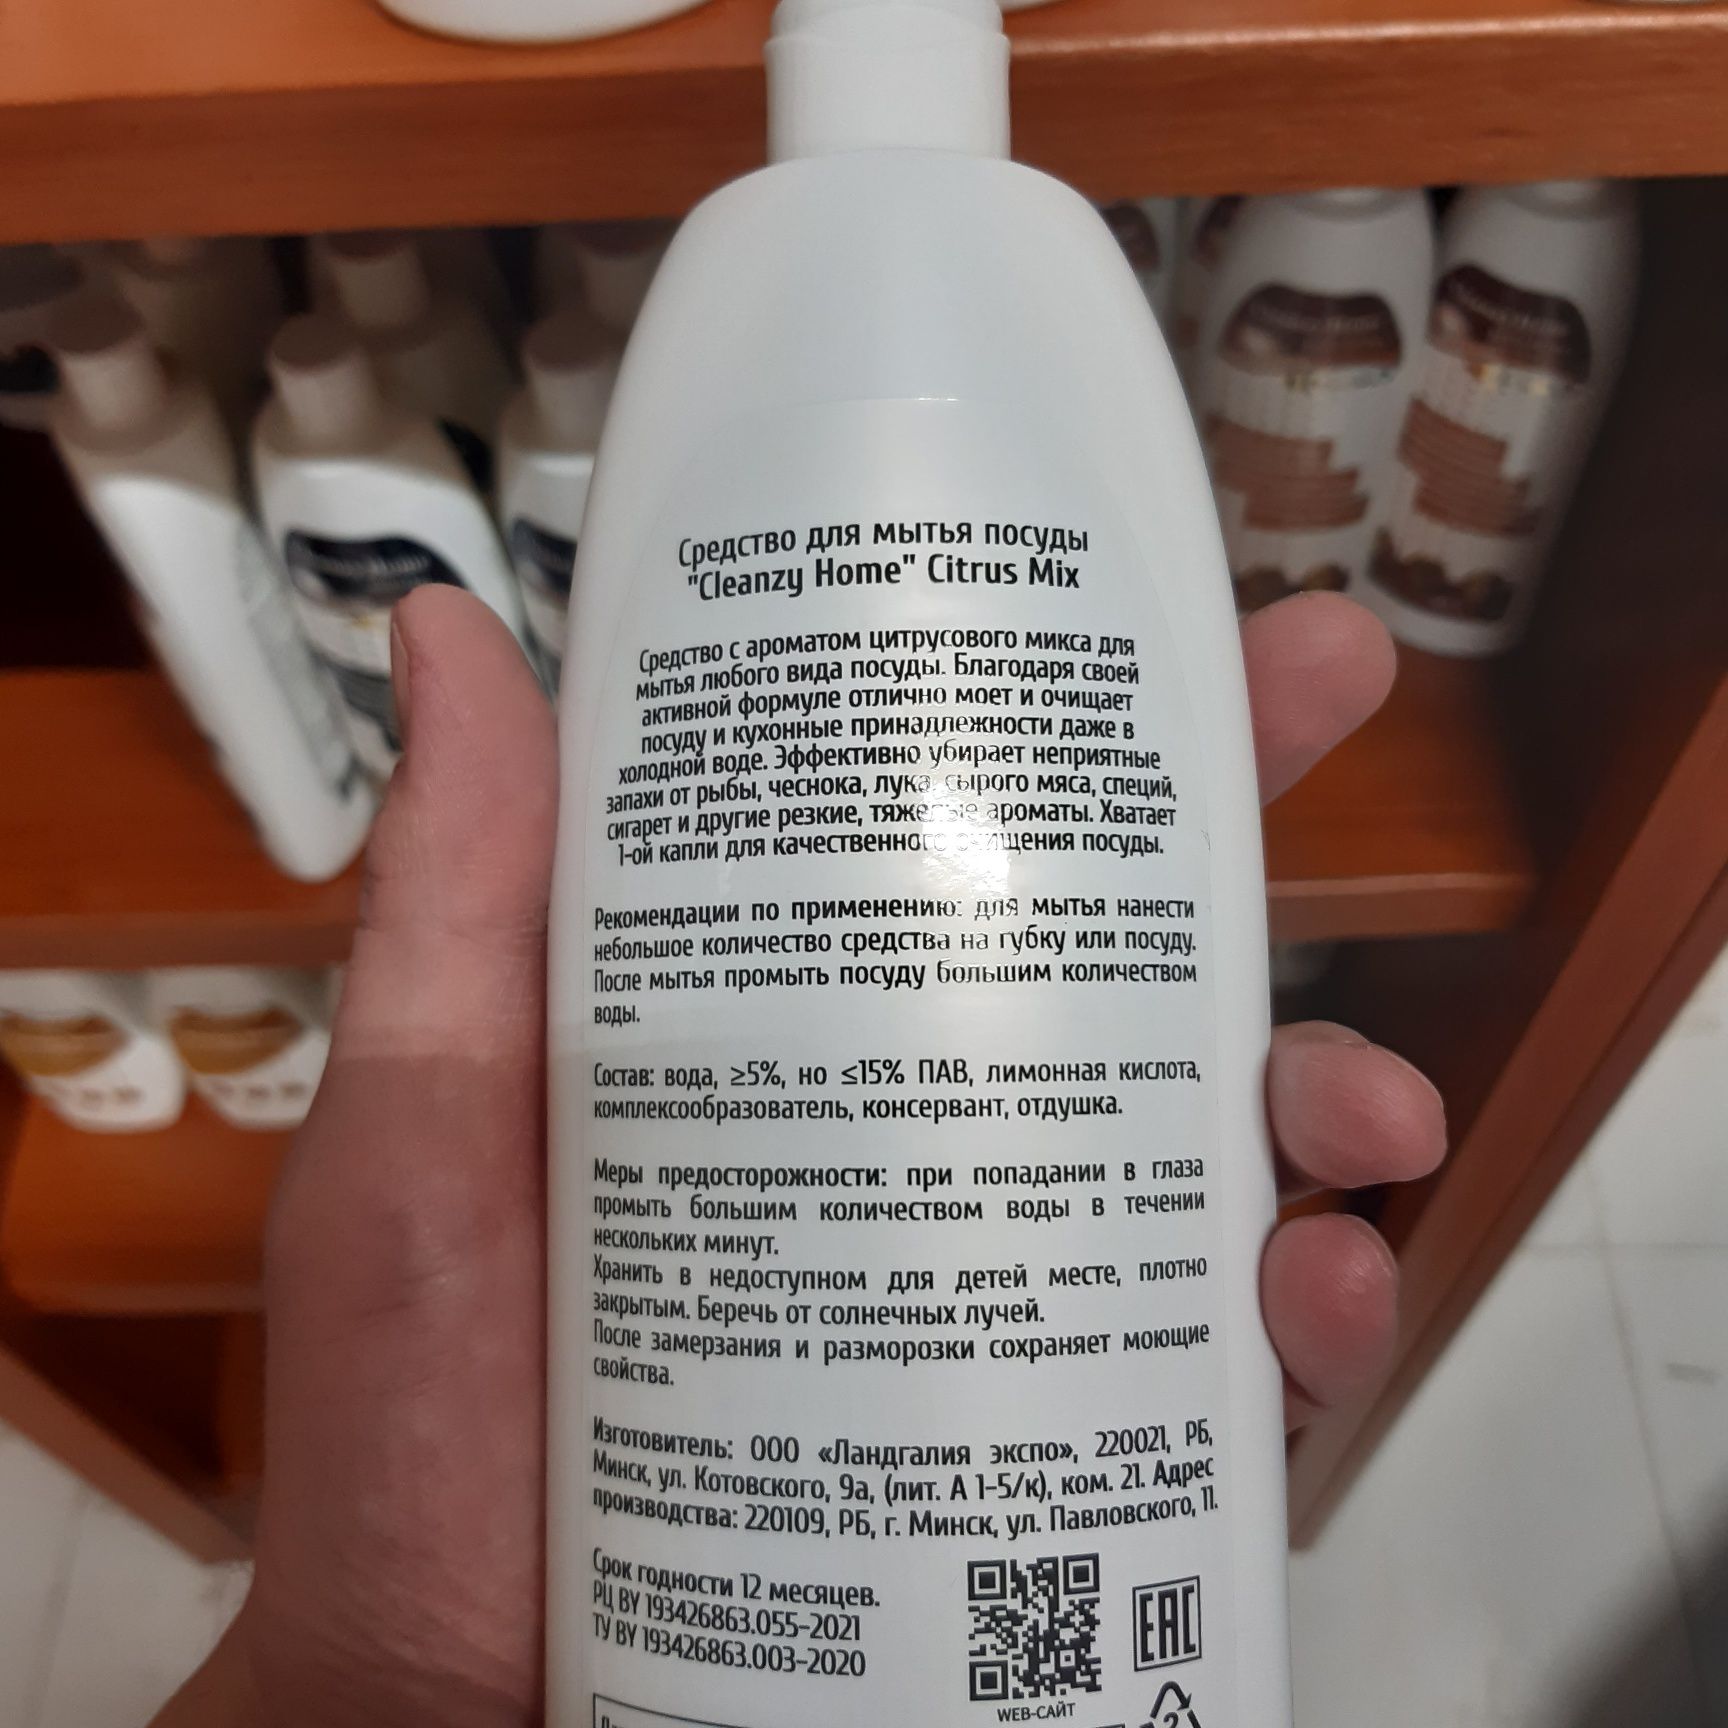 Средство для мытья посуды
"Cleanzy Home" Citrus Mix
Средство с ароматом цитрусового микса для
мытья любого вида посуды. Благодаря своей
активной формуле отлично моет и очищает
посуду и кухонные принадлежности даже в
холодной воде. Эффективно убирает неприятные
запахи от рыбы, чеснока, лука, сырого мяса, специй,
сигарет и другие резкие, тяжелые ароматы. Хватает
1-ой капли для качественного очищения посуды.
Рекомендации по применению: для мытья нанести
небольшое количество средства на губку или посуду.
После мытья промыть посуду большим количеством
воды.
Состав: вода, ≥5%, но ≤15% ПАВ, лимонная кислота,
комплексообразователь, консервант, отдушка.
Меры предосторожности: при попадании в глаза
промыть большим количеством воды в течении
нескольких минут.
Хранить в недоступном для детей месте, плотно
закрытым. Беречь от солнечных лучей.
После замерзания и разморозки сохраняет моющие
свойства.
Изготовитель: ООО «Ландгалия экспо», 220021, РБ,
Минск, ул. Котовского, 9а, (лит. А 1-5/к), ком. 21. Адрес
производства: 220109, РБ, г. Минск, ул. Павловского, 11.
Срок годности 12 месяцев.
РЦ BY 193426863.055-2021
ТУ BY 193426863.003-2020
WEB-САЙТ
EAC
2